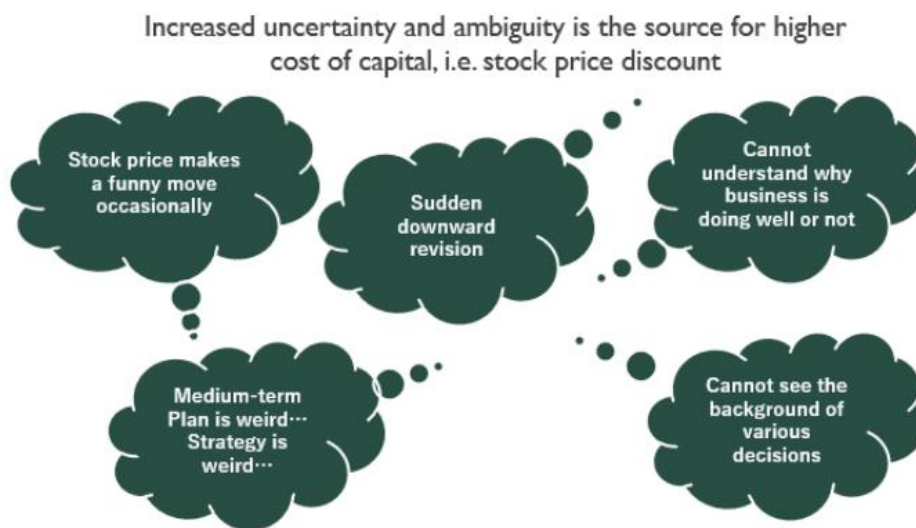 Increased uncertainty and ambiguity is the source for higher
cost of capital, i.e. stock price discount
Stock price makes
a funny move
occasionally
Sudden
downward
revision
Cannot
understand why
business is
doing well or not
Medium-term
Plan is weird…
Strategy is
weird…
Cannot see the
background of
various
decisions